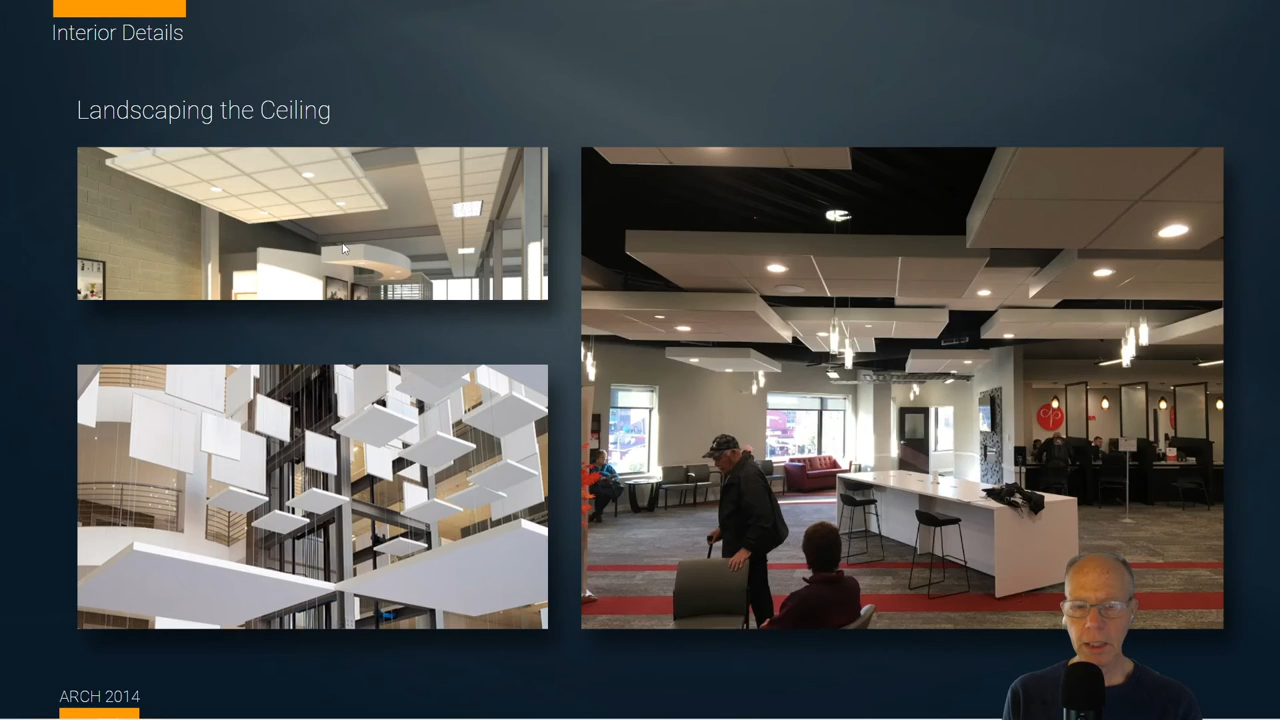 Interior Details
Landscaping the Ceiling
ARCH 2014